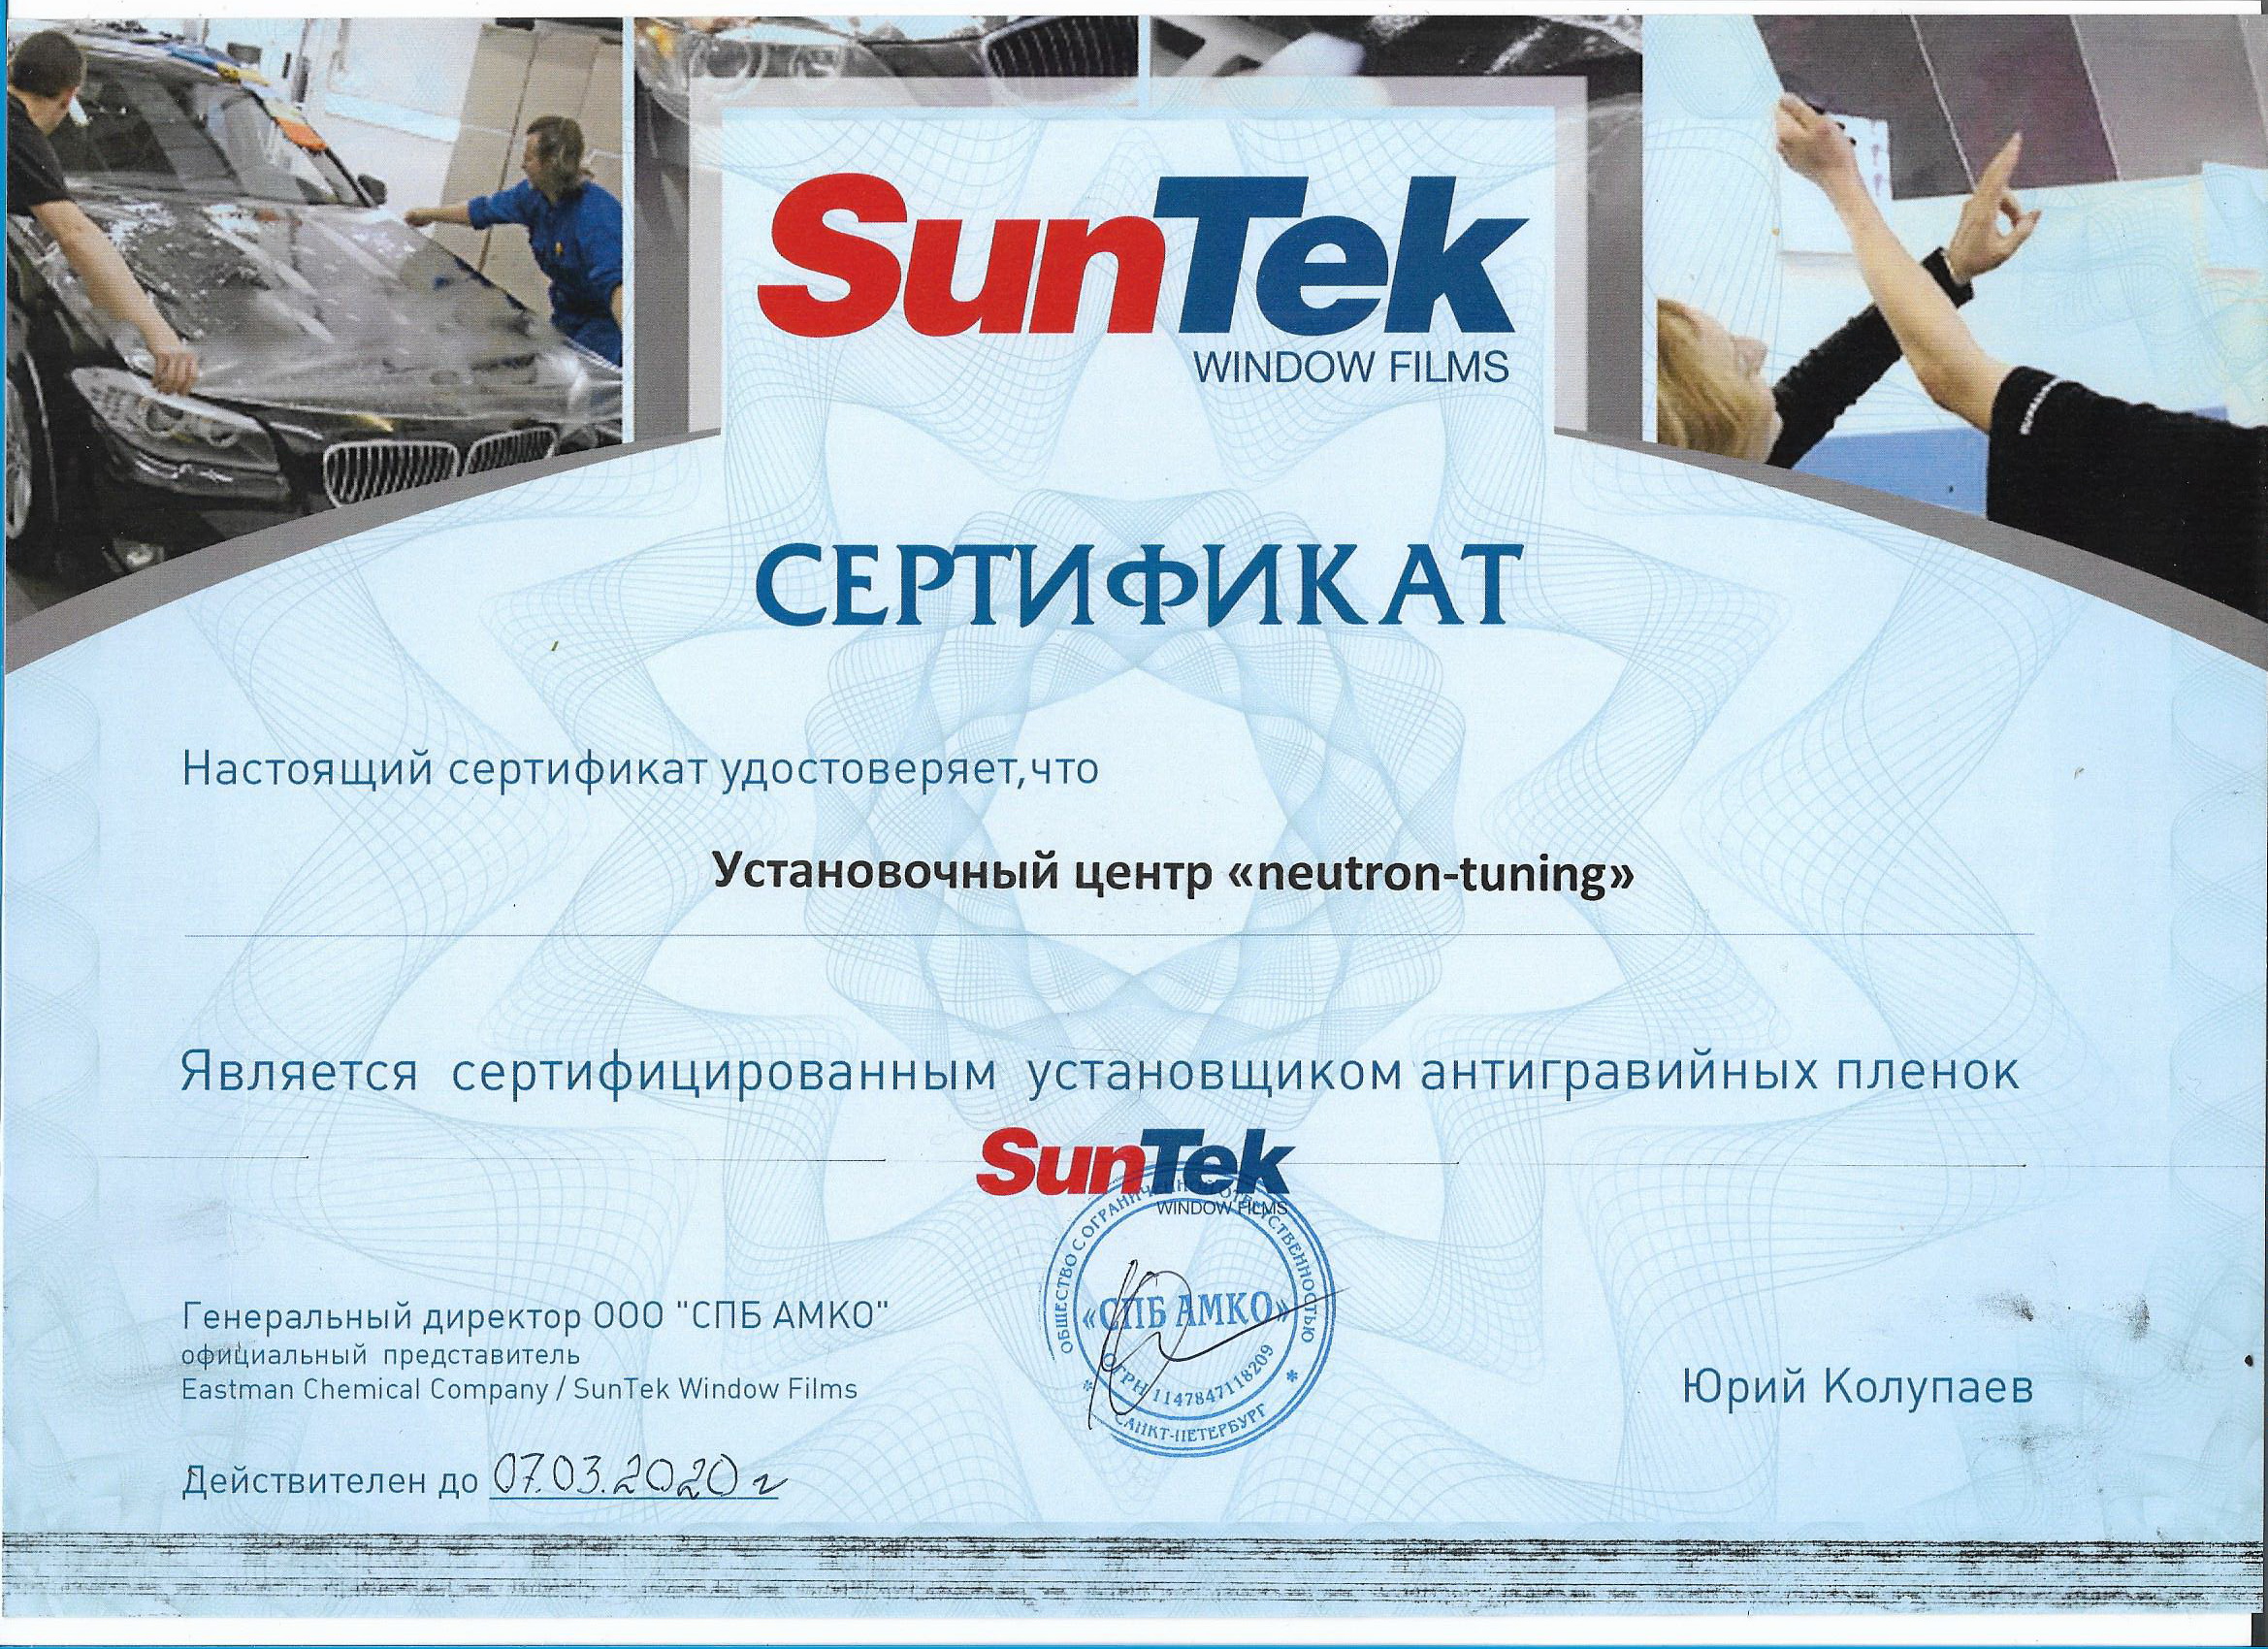 SunTek
WINDOW FILMS
СЕРТИФИКАТ
Настоящий сертификат удостоверяет,что
Установочный центр «neutron-tuning»
Является сертифицированным установщиком антигравийных пленок
SunTek
WINDOW FILMS
ОБЩЕСТВО С ОГРАНИЧЕННОЙ ОТВЕТСТВЕННОСТЬЮ
«СПБ АМКО»
ОГРН 1147847118209
* САНКТ-ПЕТЕРБУРГ *
Генеральный директор ООО "СПБ АМКО"
официальный представитель
Eastman Chemical Company / SunTek Window Films
Юрий Колупаев
Действителен до 07.03.2020 г